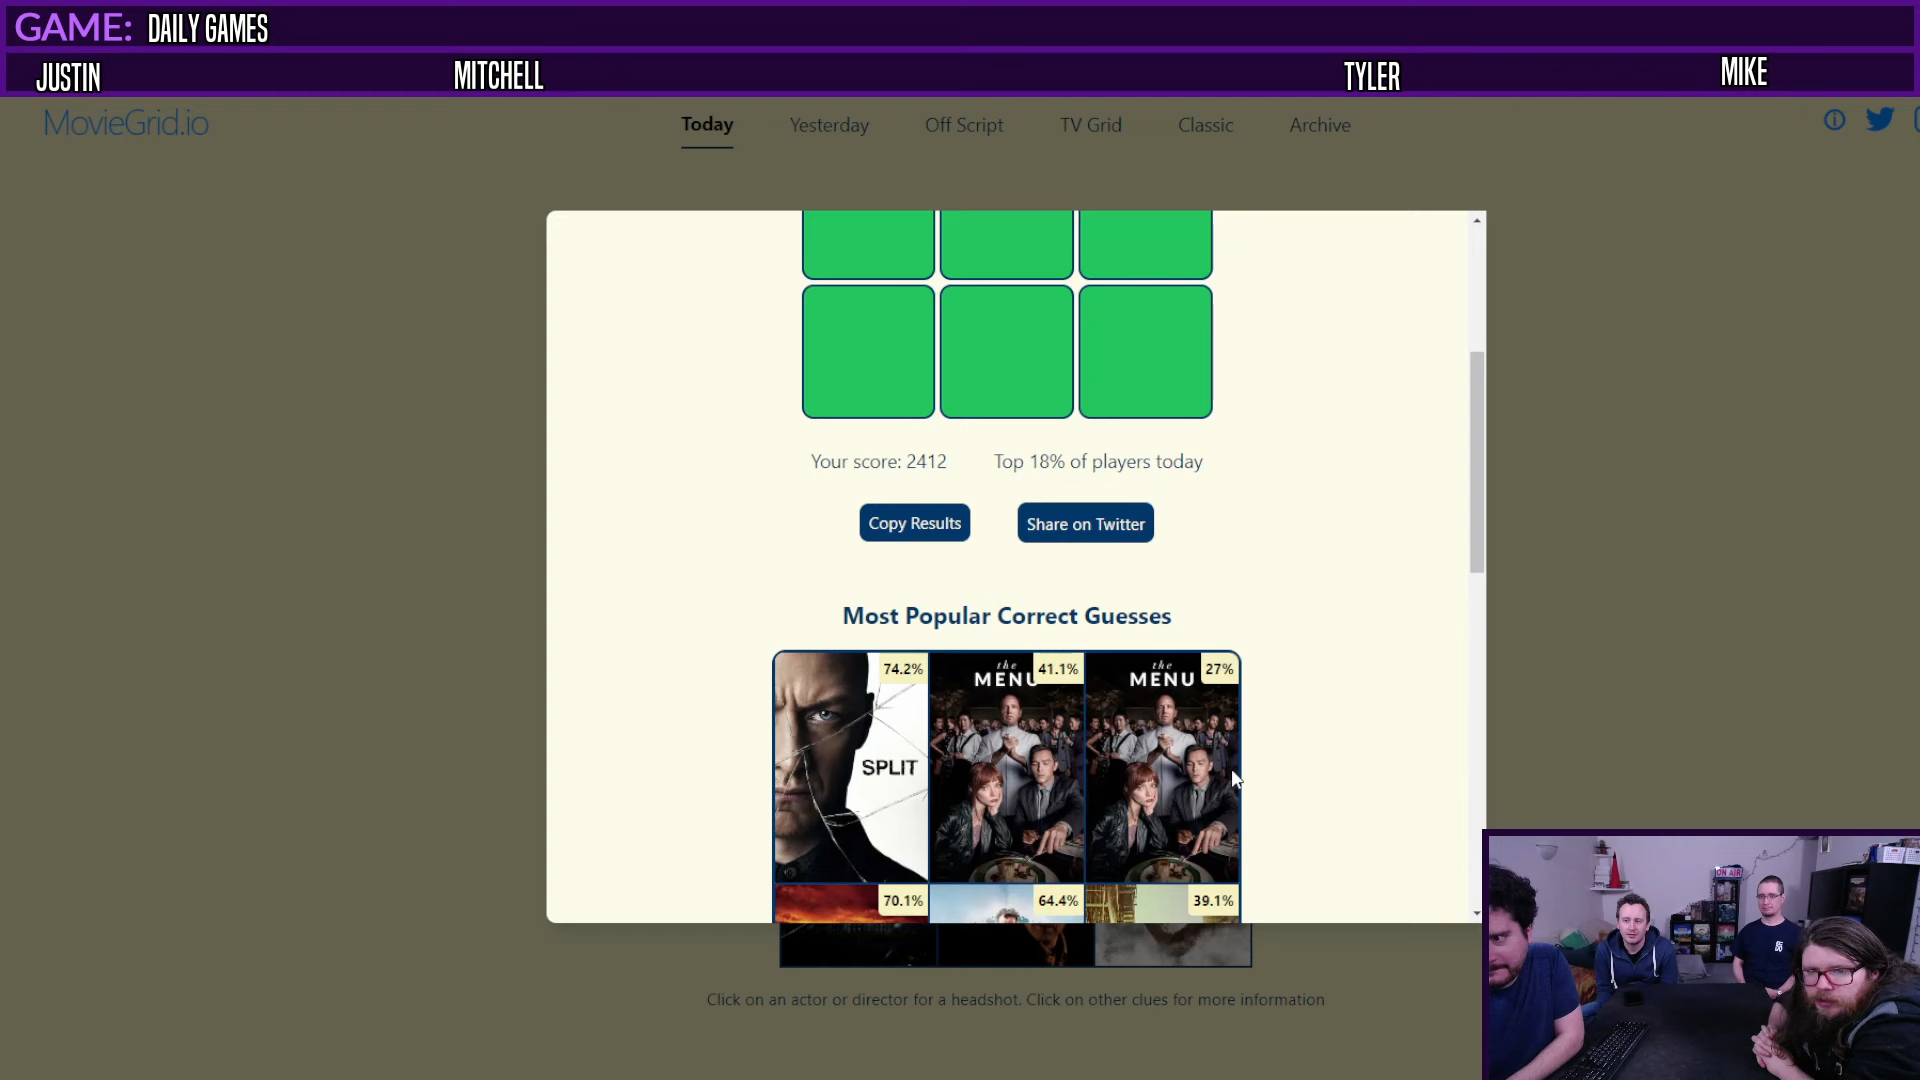 GAME: DAILY GAMES
JUSTIN MITCHELL TYLER MIKE
MovieGrid.io Today Yesterday Off Script TV Grid Classic Archive
Your score: 2412 Top 18% of players today
Copy Results Share on Twitter
Most Popular Correct Guesses
74.2% 41.1% 27%
the MENU the MENU
SPLIT
70.1% 64.4% 39.1%
ON AIR
Click on an actor or director for a headshot. Click on other clues for more information